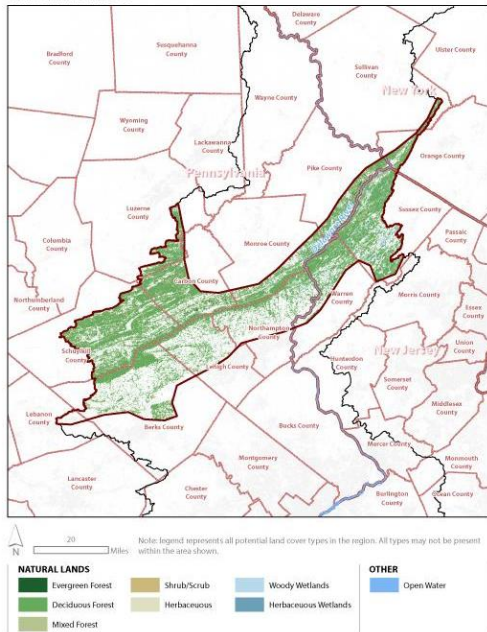 Delaware
County
Susquehanna
County
Bradford
County
Ulster County
Sullivan
County
New York
Wayne County
Wyoming
County
Lackawanna
County
Orange County
Pike County
Pennsylvania
Luzerne
County
Sussex County
Passaic
County
Columbia
County
Monroe County
Carbon County
Morris County
Warren
County
Northumberland
County
Essex
County
Northampton
County
Union
County
Schuylkill
County
Hunterdon
County
New Jersey
Lehigh County
Somerset
County
Middlesex
County
Lebanon
County
Berks County
Bucks County
Mercer County
Montgomery
County
Monmouth
County
Lancaster
County
Chester
County
Burlington
County
Ocean County
N
20
Miles
Note: legend represents all potential land cover types in the region. All types may not be present
within the area shown.
NATURAL LANDS
OTHER
Evergreen Forest
Shrub/Scrub
Woody Wetlands
Open Water
Deciduous Forest
Herbaceuous
Herbaceuous Wetlands
Mixed Forest